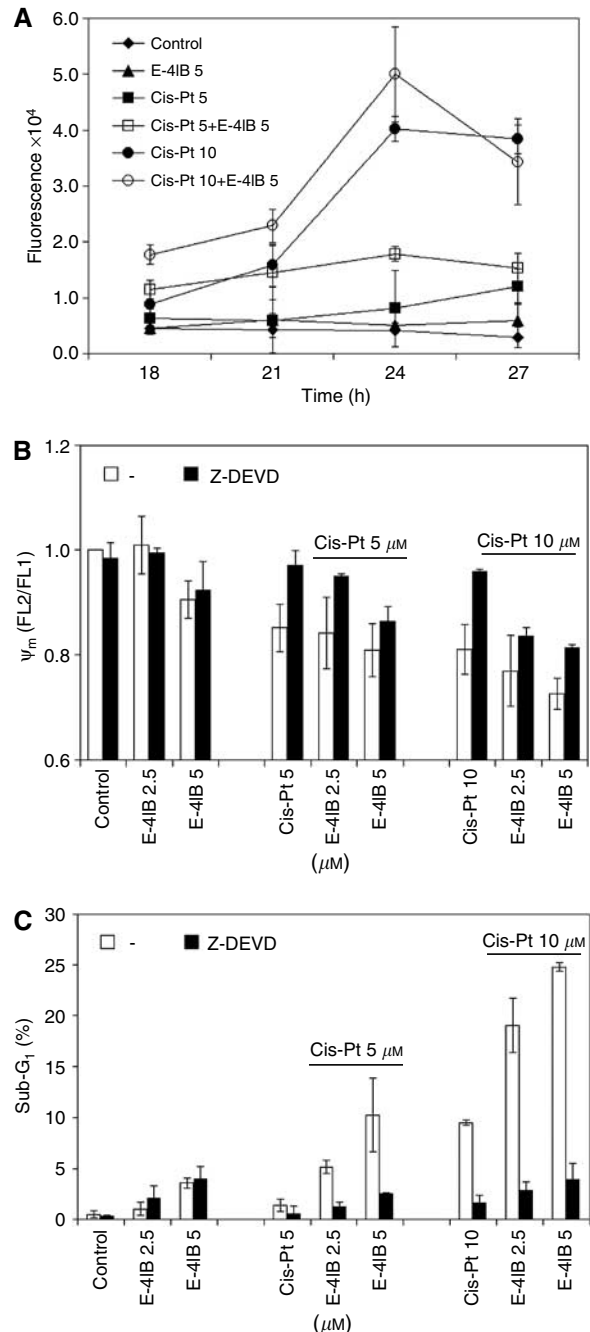 A
Fluorescence ×10⁴
6.0
5.0
4.0
3.0
2.0
1.0
0.0
Control
E-4IB 5
Cis-Pt 5
Cis-Pt 5+E-4IB 5
Cis-Pt 10
Cis-Pt 10+E-4IB 5
18 21 24 27
Time (h)
B
Ψm (FL2/FL1)
1.2
1.0
0.8
0.6
- Z-DEVD
Cis-Pt 5 μM
Cis-Pt 10 μM
Control
E-4IB 2.5
E-4IB 5
Cis-Pt 5
E-4IB 2.5
E-4IB 5
Cis-Pt 10
E-4IB 2.5
E-4IB 5
(μM)
C
Sub-G₁ (%)
30
25
20
15
10
5
0
- Z-DEVD
Cis-Pt 5 μM
Cis-Pt 10 μM
Control
E-4IB 2.5
E-4IB 5
Cis-Pt 5
E-4IB 2.5
E-4IB 5
Cis-Pt 10
E-4IB 2.5
E-4IB 5
(μM)